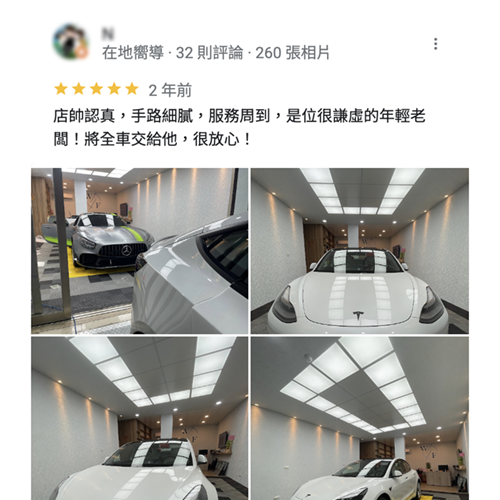 N
在地嚮導 · 32 則評論 · 260 張相片
2 年前
店帥認真，手路細膩，服務周到，是位很謙虛的年輕老
闆！將全車交給他，很放心！